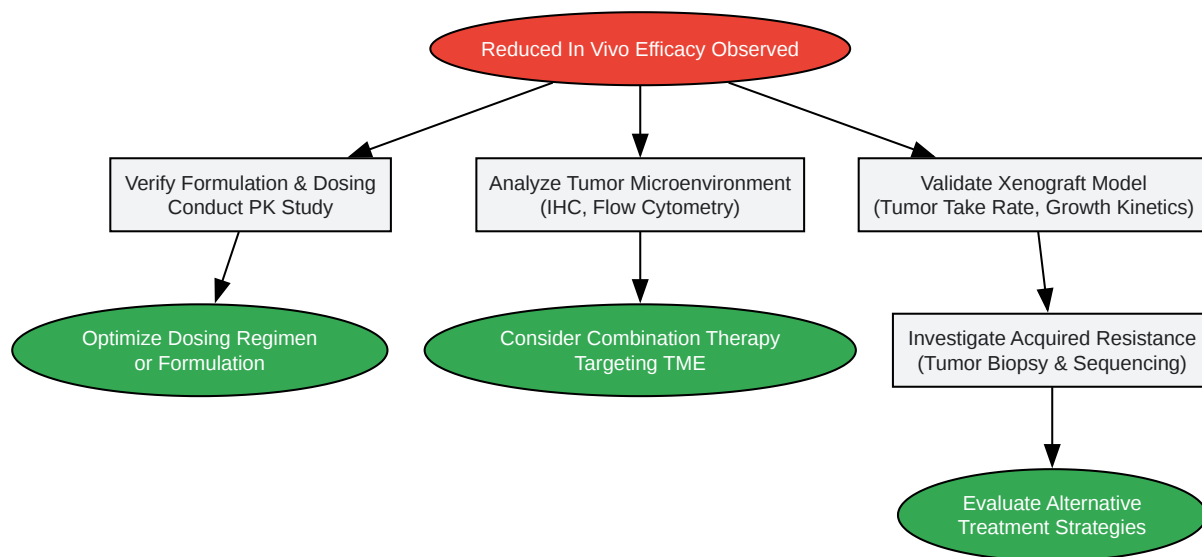 Reduced In Vivo Efficacy Observed
Verify Formulation & Dosing
Conduct PK Study
Analyze Tumor Microenvironment
(IHC, Flow Cytometry)
Validate Xenograft Model
(Tumor Take Rate, Growth Kinetics)
Optimize Dosing Regimen
or Formulation
Consider Combination Therapy
Targeting TME
Investigate Acquired Resistance
(Tumor Biopsy & Sequencing)
Evaluate Alternative
Treatment Strategies